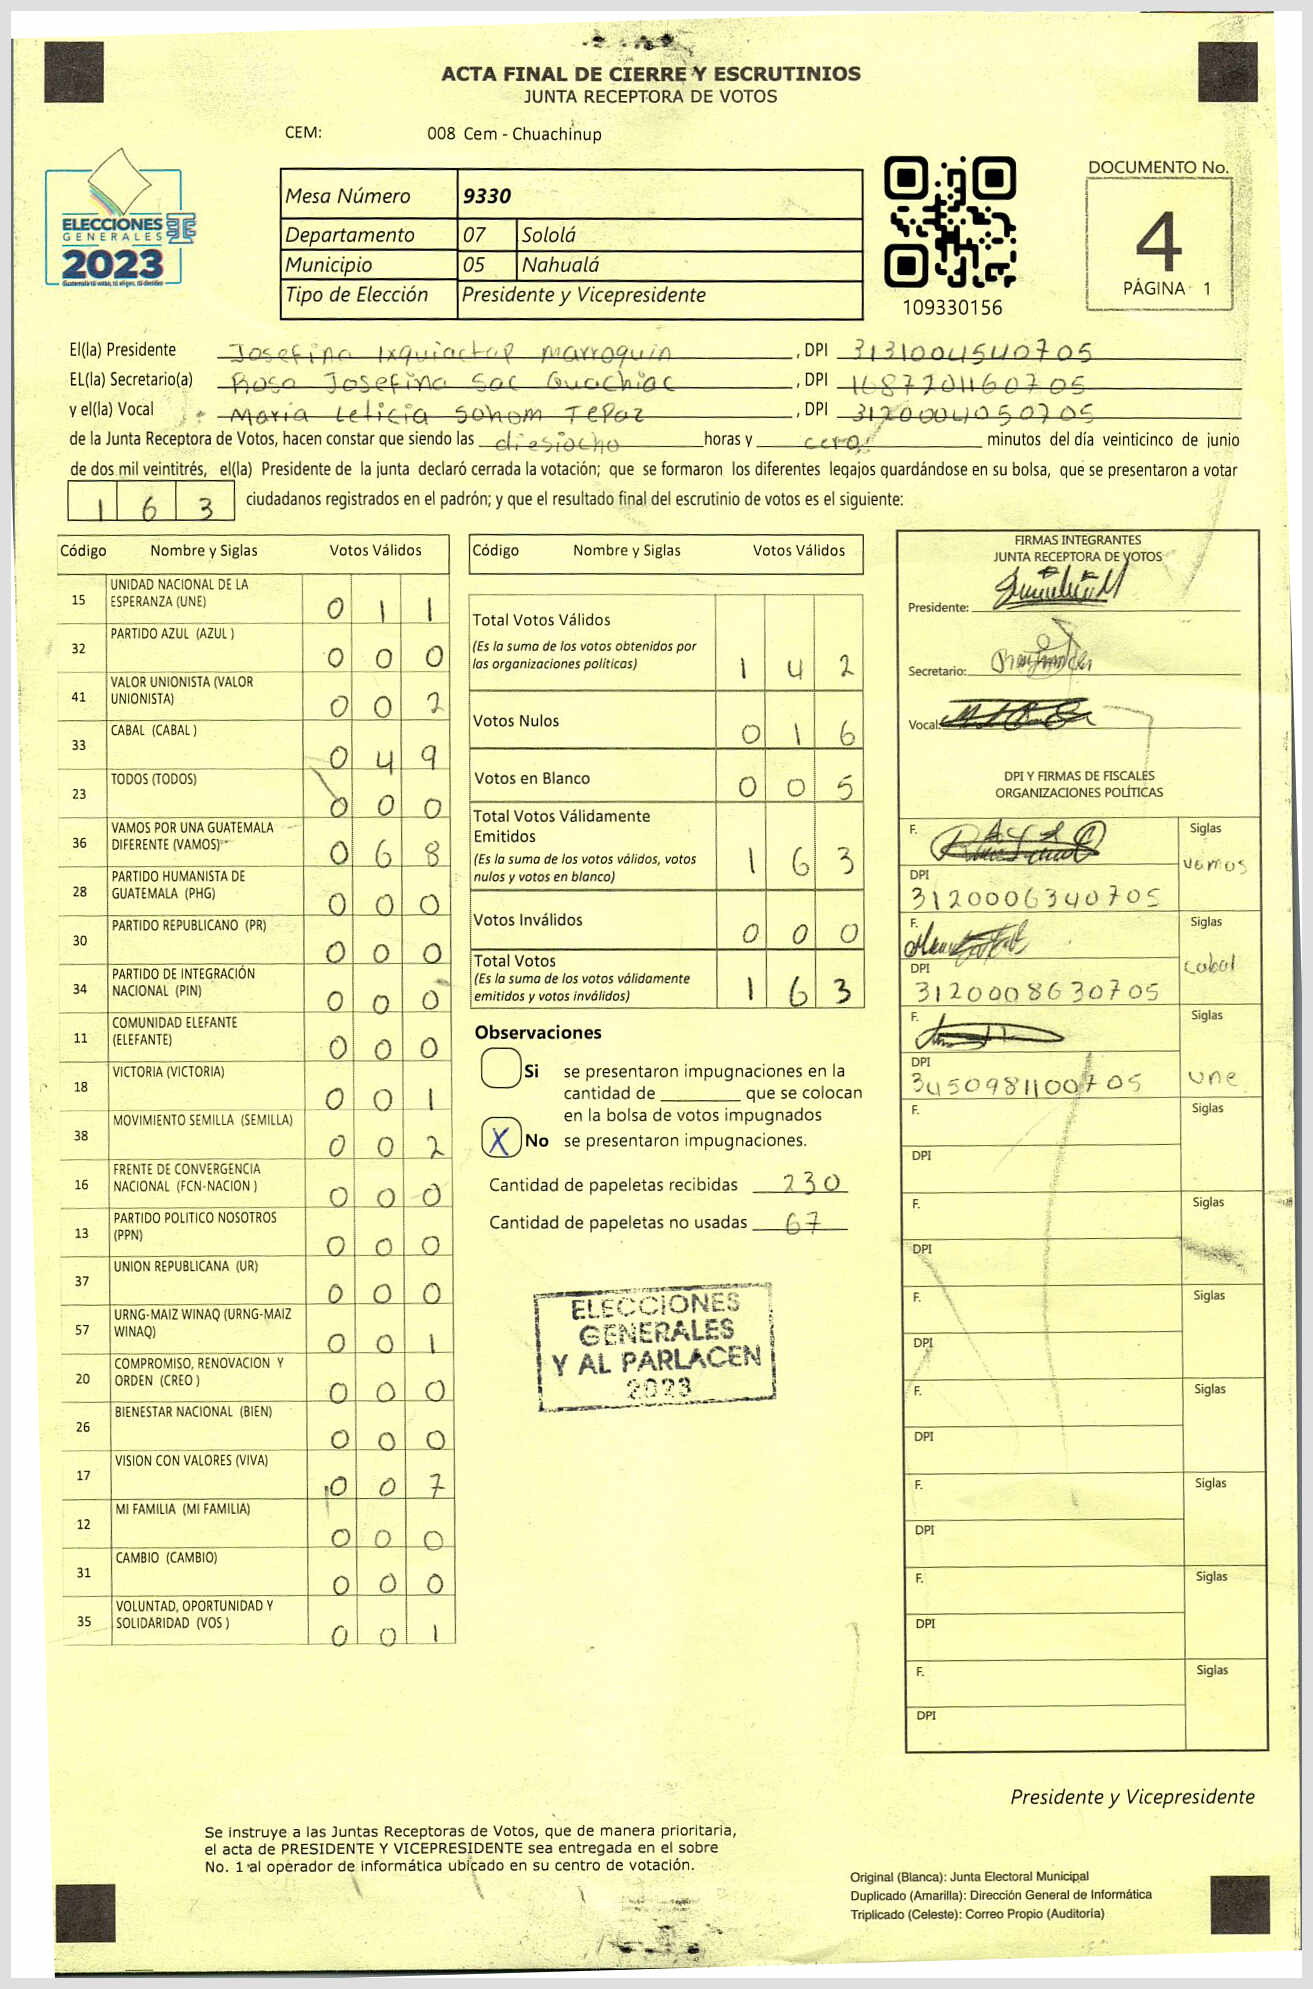 ACTA FINAL DE CIERRE Y ESCRUTINIOS
JUNTA RECEPTORA DE VOTOS
CEM: 008 Cem - Chuachinup
ELECCIONES
GENERALES
2023
Mesa Número 9330
Departamento 07 Sololá
Municipio 05 Nahualá
Tipo de Elección Presidente y Vicepresidente
109330156
DOCUMENTO No.
4
PÁGINA 1
El(la) Presidente Josefina Ixquiactap Marroquin, DPI 3131004540705
EL(la) Secretario(a) Rosa Josefina Sac Guachiac, DPI 1687201160705
y el(la) Vocal Maria Leticia Sohom Tepaz, DPI 3120004050705
de la Junta Receptora de Votos, hacen constar que siendo las diesiocho horas y cero minutos del día veinticinco de junio
de dos mil veintitrés, el(la) Presidente de la junta declaró cerrada la votación; que se formaron los diferentes legajos guardándose en su bolsa, que se presentaron a votar
163 ciudadanos registrados en el padrón; y que el resultado final del escrutinio de votos es el siguiente:
Código Nombre y Siglas Votos Válidos
15 UNIDAD NACIONAL DE LA
ESPERANZA (UNE) 0 1 1
32 PARTIDO AZUL (AZUL ) 0 0 0
41 VALOR UNIONISTA (VALOR
UNIONISTA) 0 0 2
33 CABAL (CABAL ) 0 4 9
23 TODOS (TODOS) 0 0 0
36 VAMOS POR UNA GUATEMALA
DIFERENTE (VAMOS) 0 6 8
28 PARTIDO HUMANISTA DE
GUATEMALA (PHG) 0 0 0
30 PARTIDO REPUBLICANO (PR) 0 0 0
34 PARTIDO DE INTEGRACIÓN
NACIONAL (PIN) 0 0 0
11 COMUNIDAD ELEFANTE
(ELEFANTE) 0 0 0
18 VICTORIA (VICTORIA) 0 0 1
38 MOVIMIENTO SEMILLA (SEMILLA) 0 0 2
16 FRENTE DE CONVERGENCIA
NACIONAL (FCN-NACION ) 0 0 0
13 PARTIDO POLITICO NOSOTROS
(PPN) 0 0 0
37 UNION REPUBLICANA (UR) 0 0 0
57 URNG-MAIZ WINAQ (URNG-MAIZ
WINAQ) 0 0 1
20 COMPROMISO, RENOVACION Y
ORDEN (CREO ) 0 0 0
26 BIENESTAR NACIONAL (BIEN) 0 0 0
17 VISION CON VALORES (VIVA) 0 0 7
12 MI FAMILIA (MI FAMILIA) 0 0 0
31 CAMBIO (CAMBIO) 0 0 0
35 VOLUNTAD, OPORTUNIDAD Y
SOLIDARIDAD (VOS ) 0 0 1
Código Nombre y Siglas Votos Válidos
Total Votos Válidos
(Es la suma de los votos obtenidos por
las organizaciones políticas) 1 4 2
Votos Nulos 0 1 6
Votos en Blanco 0 0 5
Total Votos Válidamente
Emitidos
(Es la suma de los votos válidos, votos
nulos y votos en blanco) 1 6 3
Votos Inválidos 0 0 0
Total Votos
(Es la suma de los votos válidamente
emitidos y votos inválidos) 1 6 3
Observaciones
Si se presentaron impugnaciones en la
cantidad de ________ que se colocan
en la bolsa de votos impugnados
X No se presentaron impugnaciones.
Cantidad de papeletas recibidas 230
Cantidad de papeletas no usadas 67
ELECCIONES
GENERALES
Y AL PARLACEN
2023
FIRMAS INTEGRANTES
JUNTA RECEPTORA DE VOTOS
Presidente:
Secretario:
Vocal:
DPI Y FIRMAS DE FISCALES
ORGANIZACIONES POLÍTICAS
F. Siglas
vamos
DPI
3120006340705
F. Siglas
cabal
DPI
3120008630705
F. Siglas
une
DPI
3450981100705
F. Siglas
DPI
F. Siglas
DPI
F. Siglas
DPI
F. Siglas
DPI
F. Siglas
DPI
F. Siglas
DPI
F. Siglas
DPI
Presidente y Vicepresidente
Se instruye a las Juntas Receptoras de Votos, que de manera prioritaria,
el acta de PRESIDENTE Y VICEPRESIDENTE sea entregada en el sobre
No. 1 al operador de informática ubicado en su centro de votación.
Original (Blanca): Junta Electoral Municipal
Duplicado (Amarilla): Dirección General de Informática
Triplicado (Celeste): Correo Propio (Auditoría)